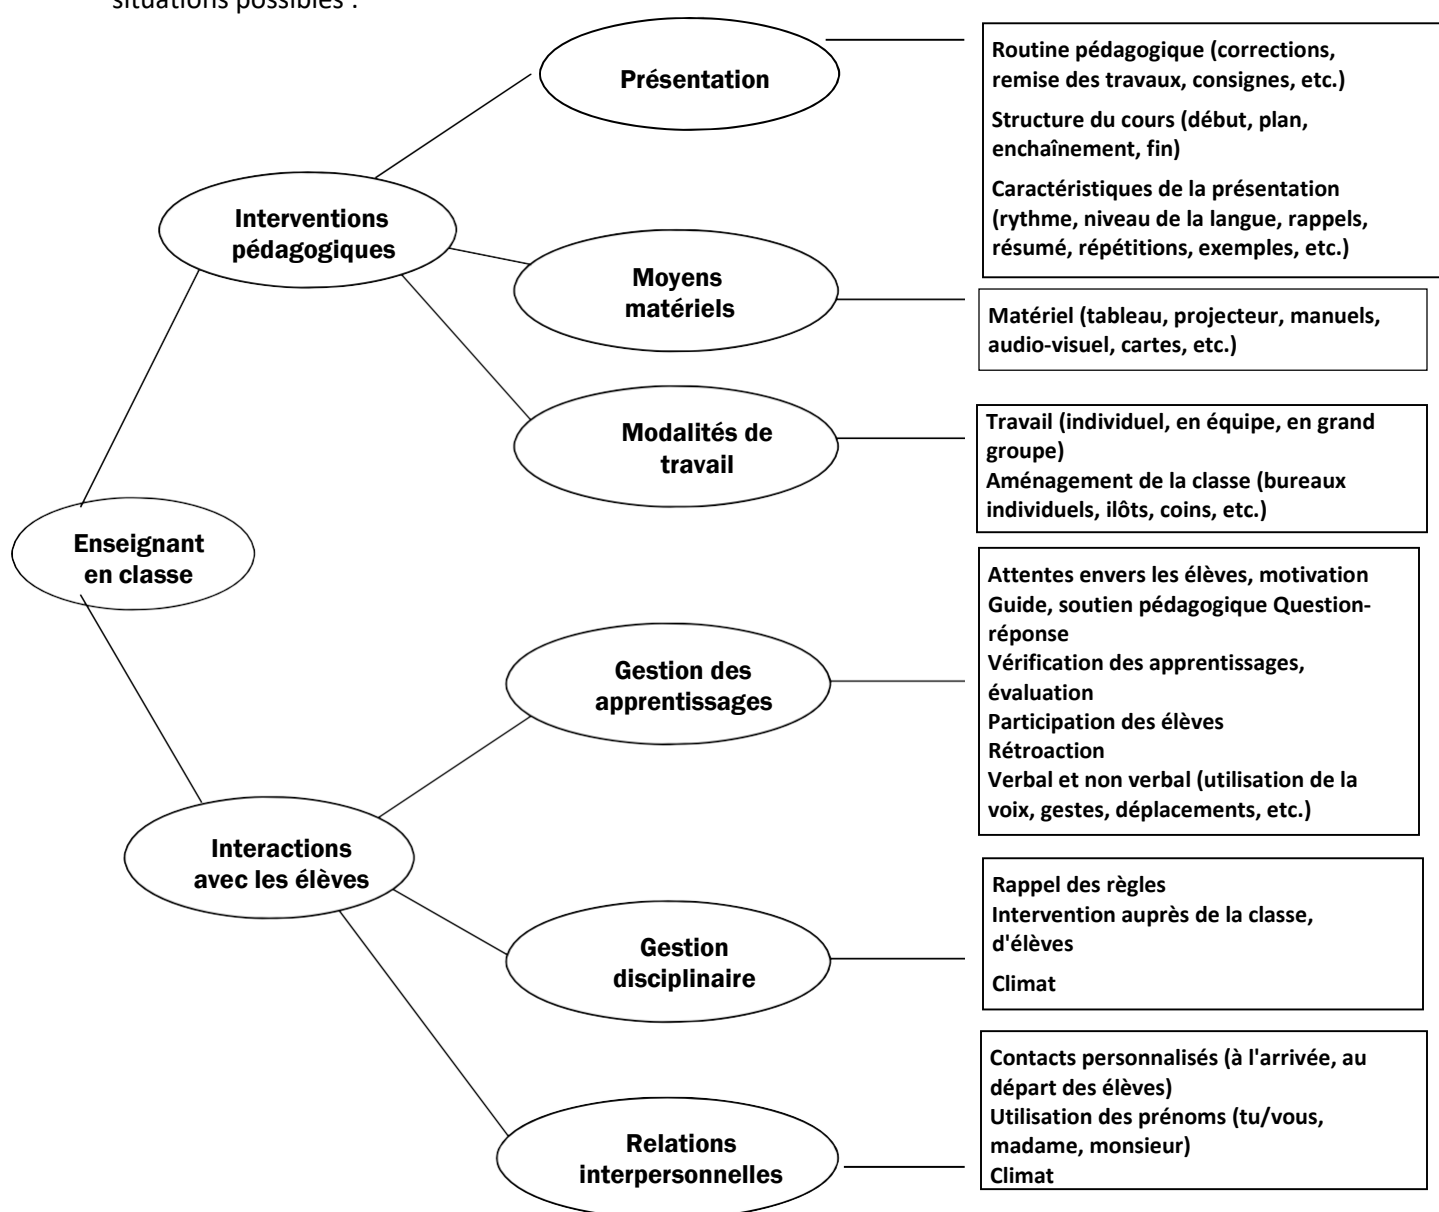 situations possibles :
Présentation
Routine pédagogique (corrections,
remise des travaux, consignes, etc.)
Structure du cours (début, plan,
enchaînement, fin)
Caractéristiques de la présentation
(rythme, niveau de la langue, rappels,
résumé, répétitions, exemples, etc.)
Interventions
pédagogiques
Moyens
matériels
Matériel (tableau, projecteur, manuels,
audio-visuel, cartes, etc.)
Modalités de
travail
Travail (individuel, en équipe, en grand
groupe)
Aménagement de la classe (bureaux
individuels, ilôts, coins, etc.)
Enseignant
en classe
Gestion des
apprentissages
Attentes envers les élèves, motivation
Guide, soutien pédagogique Question-
réponse
Vérification des apprentissages,
évaluation
Participation des élèves
Rétroaction
Verbal et non verbal (utilisation de la
voix, gestes, déplacements, etc.)
Interactions
avec les élèves
Gestion
disciplinaire
Rappel des règles
Intervention auprès de la classe,
d'élèves
Climat
Relations
interpersonnelles
Contacts personnalisés (à l'arrivée, au
départ des élèves)
Utilisation des prénoms (tu/vous,
madame, monsieur)
Climat